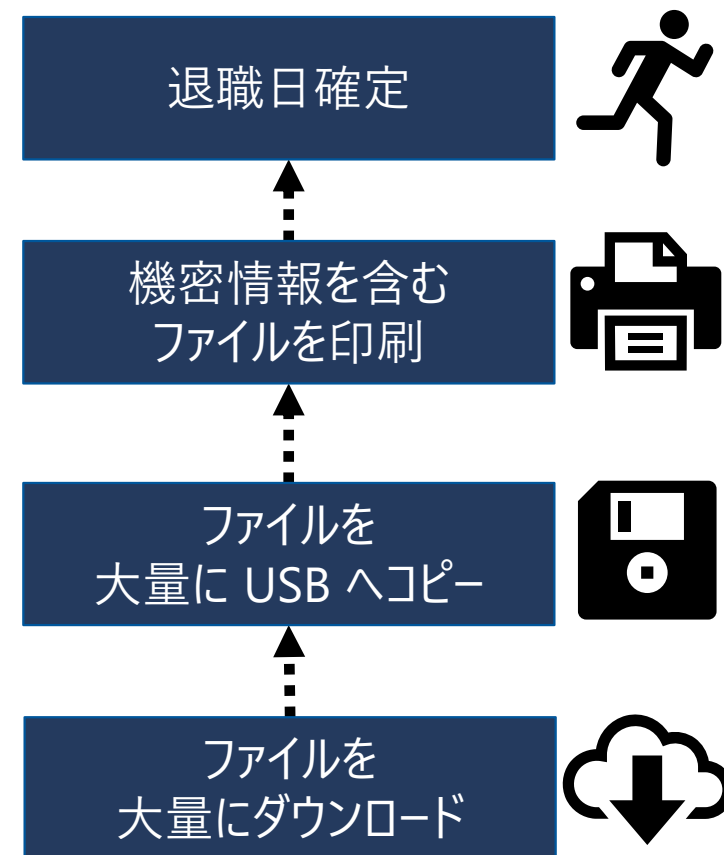 退職日確定
機密情報を含む
ファイルを印刷
ファイルを
大量に USB へコピー
ファイルを
大量にダウンロード